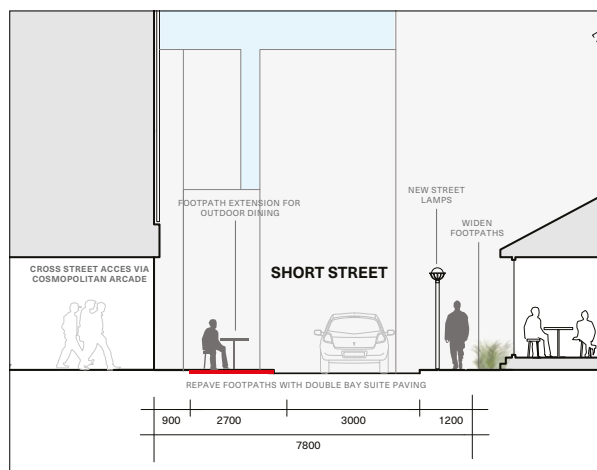 NEW STREET
LAMPS
FOOTPATH EXTENSION FOR
OUTDOOR DINING
WIDEN
FOOTPATHS
CROSS STREET ACCES VIA
COSMOPOLITAN ARCADE
SHORT STREET
REPAVE FOOTPATHS WITH DOUBLE BAY SUITE PAVING
900 2700 3000 1200
7800